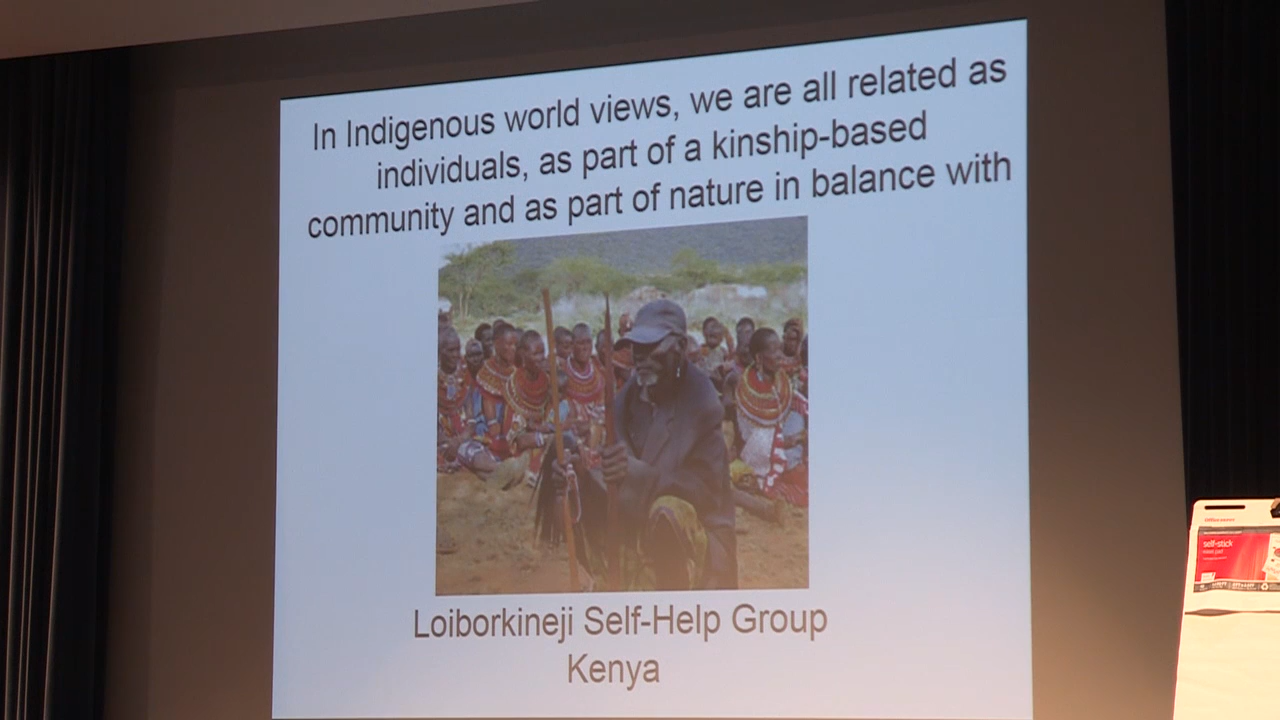 In Indigenous world views, we are all related as
individuals, as part of a kinship-based
community and as part of nature in balance with
Loiborkineji Self-Help Group
Kenya
self-stick